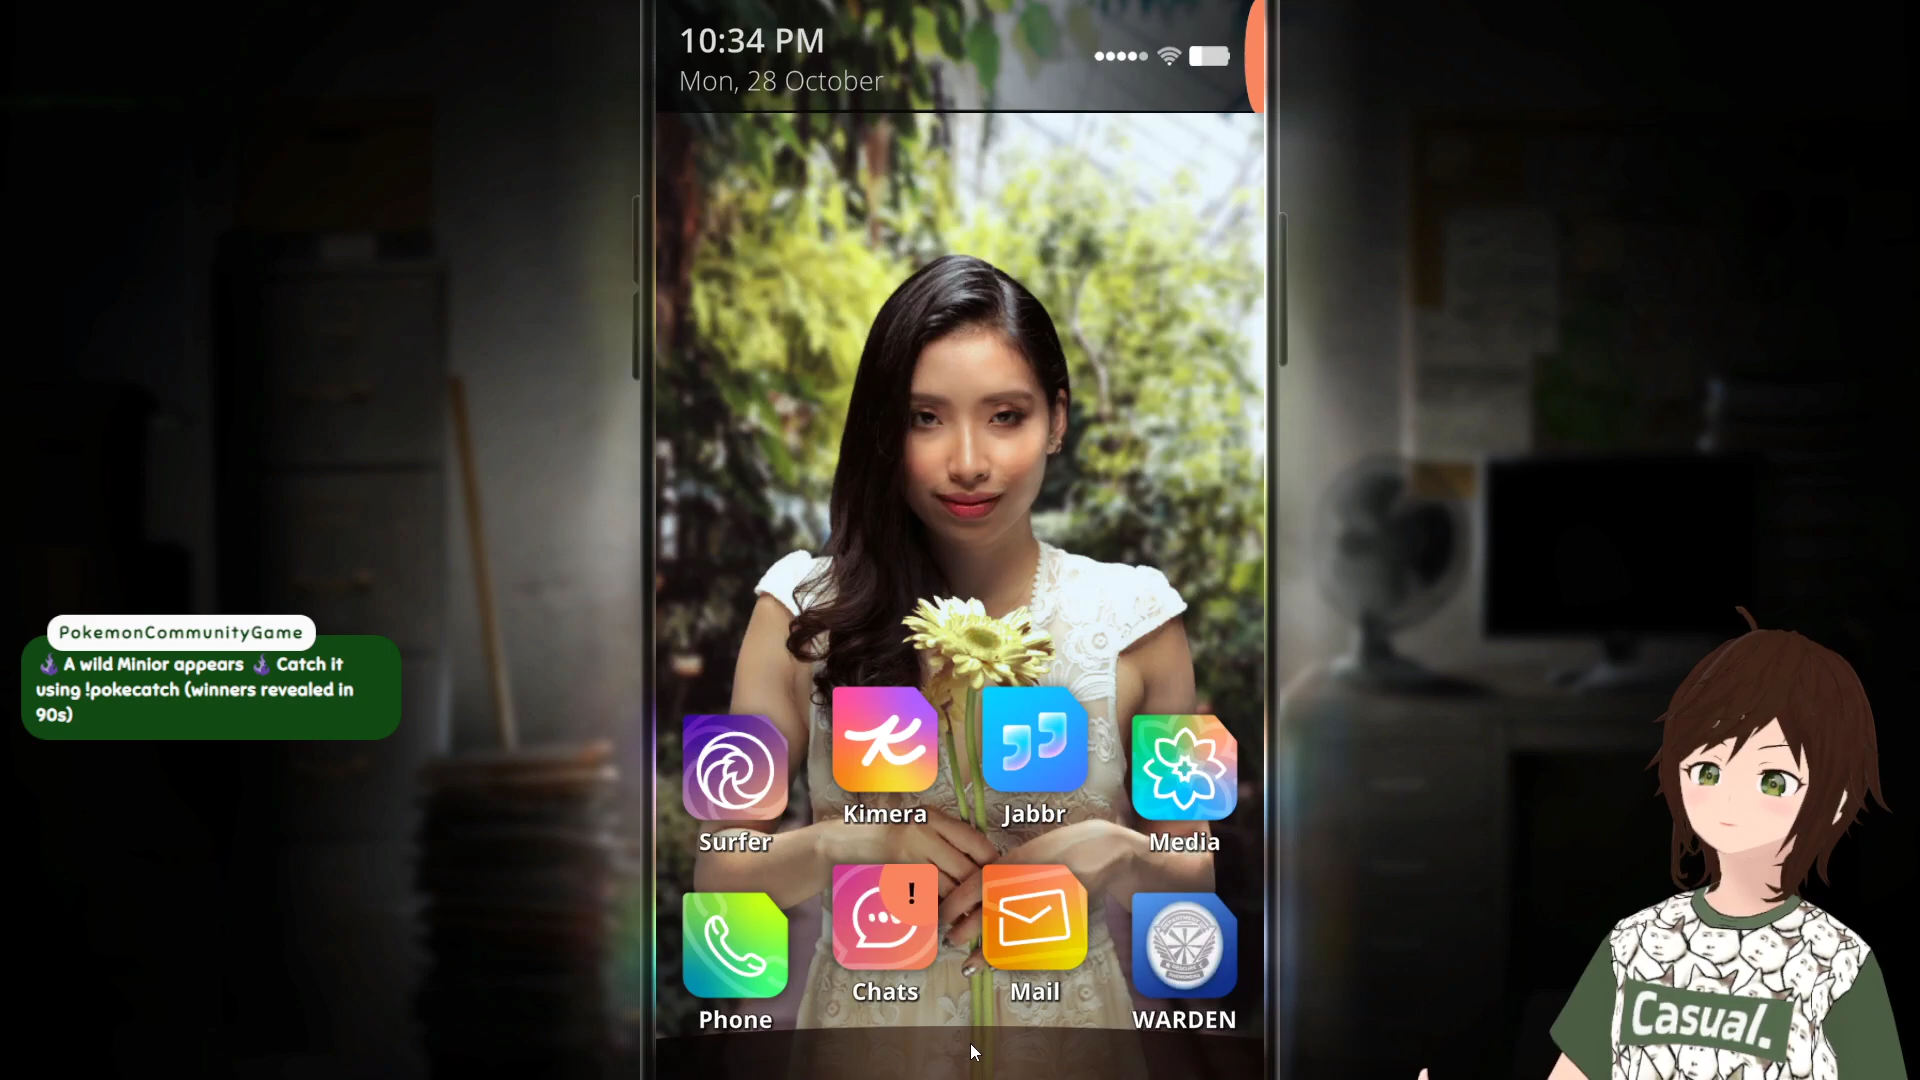 10:34 PM
Mon, 28 October
PokemonCommunityGame
A wild Minior appears Catch it
using !pokecatch (winners revealed in
90s)
Kimera
Jabbr
Surfer
Media
!
Chats
Mail
Phone
WARDEN
Casual.